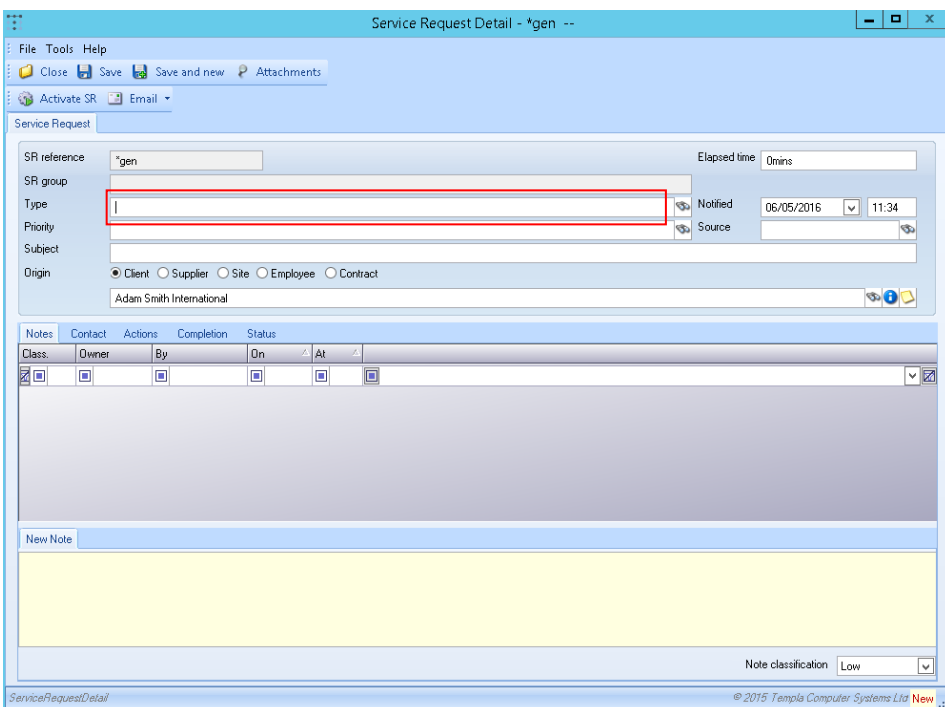 Service Request Detail - *gen --
File Tools Help
Close Save Save and new Attachments
Activate SR Email
Service Request
SR reference *gen Elapsed time 0mins
SR group
Type Notified 06/05/2016 11:34
Priority Source
Subject
Origin Client Supplier Site Employee Contract
Adam Smith International
Notes Contact Actions Completion Status
Class. Owner By On At
New Note
Note classification Low
ServiceRequestDetail © 2015 Templa Computer Systems Ltd New